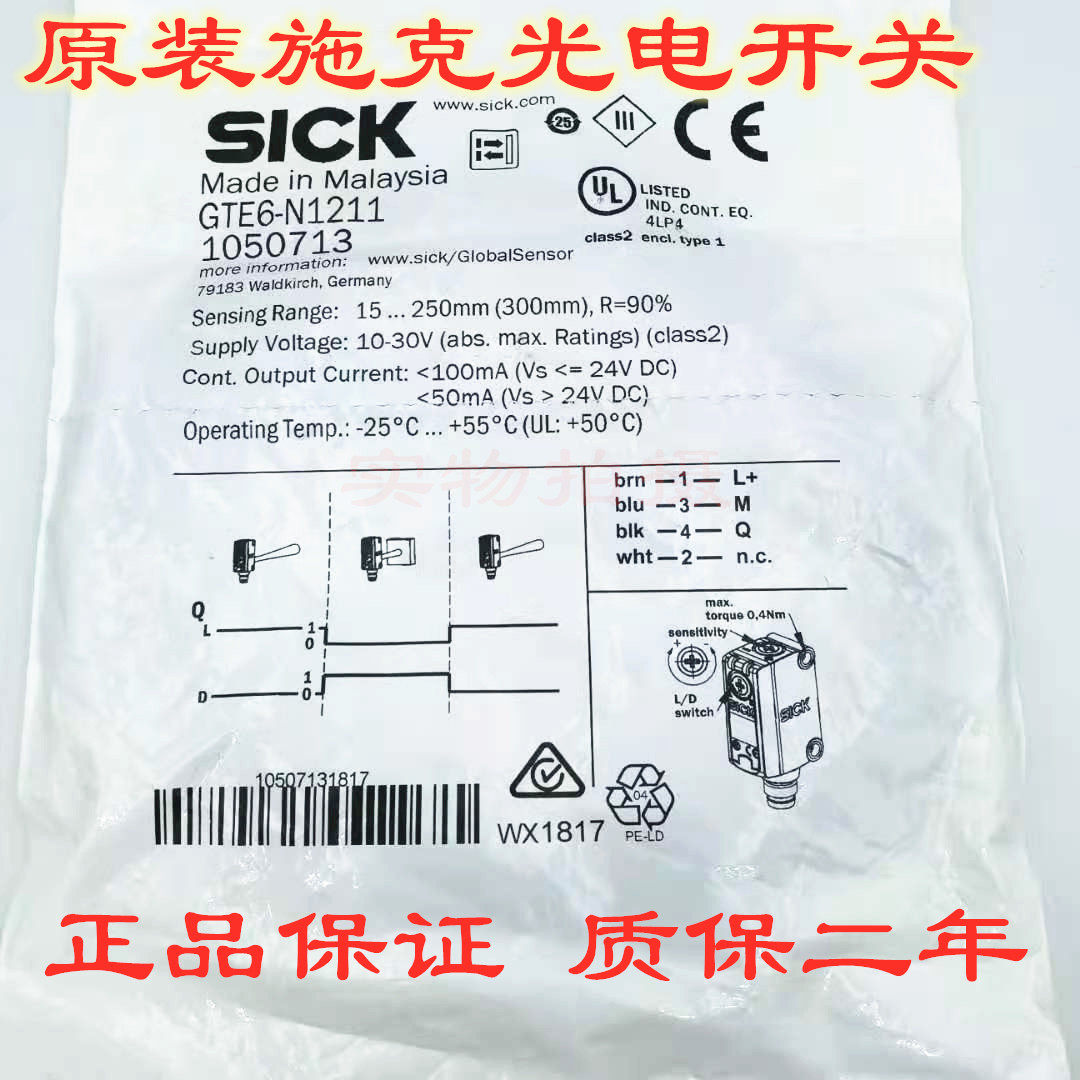 原装施克光电开关
SICK
www.sick.com
25
III
CE
Made in Malaysia
GTE6-N1211
1050713
UL
LISTED
IND. CONT. EQ.
4LP4
class2 encl. type 1
more information: www.sick/GlobalSensor
79183 Waldkirch, Germany
Sensing Range: 15 ... 250mm (300mm), R=90%
Supply Voltage: 10-30V (abs. max. Ratings) (class2)
Cont. Output Current: <100mA (Vs <= 24V DC)
<50mA (Vs > 24V DC)
Operating Temp.: -25°C ... +55°C (UL: +50°C)
实物拍摄
brn 1 L+
blu 3 M
blk 4 Q
wht 2 n.c.
Q
L 1
0
D 1
0
max.
torque 0,4Nm
sensitivity
+ -
L/D
switch
SICK
SICK
10507131817
WX1817
04
PE-LD
正品保证 质保二年